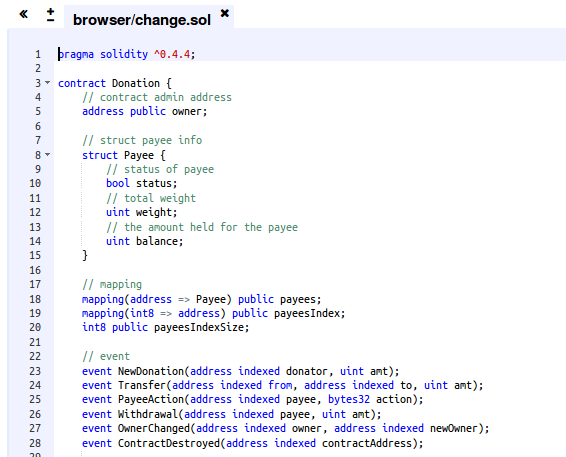 browser/change.sol
1 pragma solidity ^0.4.4;
2
3 contract Donation {
4 // contract admin address
5 address public owner;
6
7 // struct payee info
8 struct Payee {
9 // status of payee
10 bool status;
11 // total weight
12 uint weight;
13 // the amount held for the payee
14 uint balance;
15 }
16
17 // mapping
18 mapping(address => Payee) public payees;
19 mapping(int8 => address) public payeesIndex;
20 int8 public payeesIndexSize;
21
22 // event
23 event NewDonation(address indexed donator, uint amt);
24 event Transfer(address indexed from, address indexed to, uint amt);
25 event PayeeAction(address indexed payee, bytes32 action);
26 event Withdrawal(address indexed payee, uint amt);
27 event OwnerChanged(address indexed owner, address indexed newOwner);
28 event ContractDestroyed(address indexed contractAddress);
29